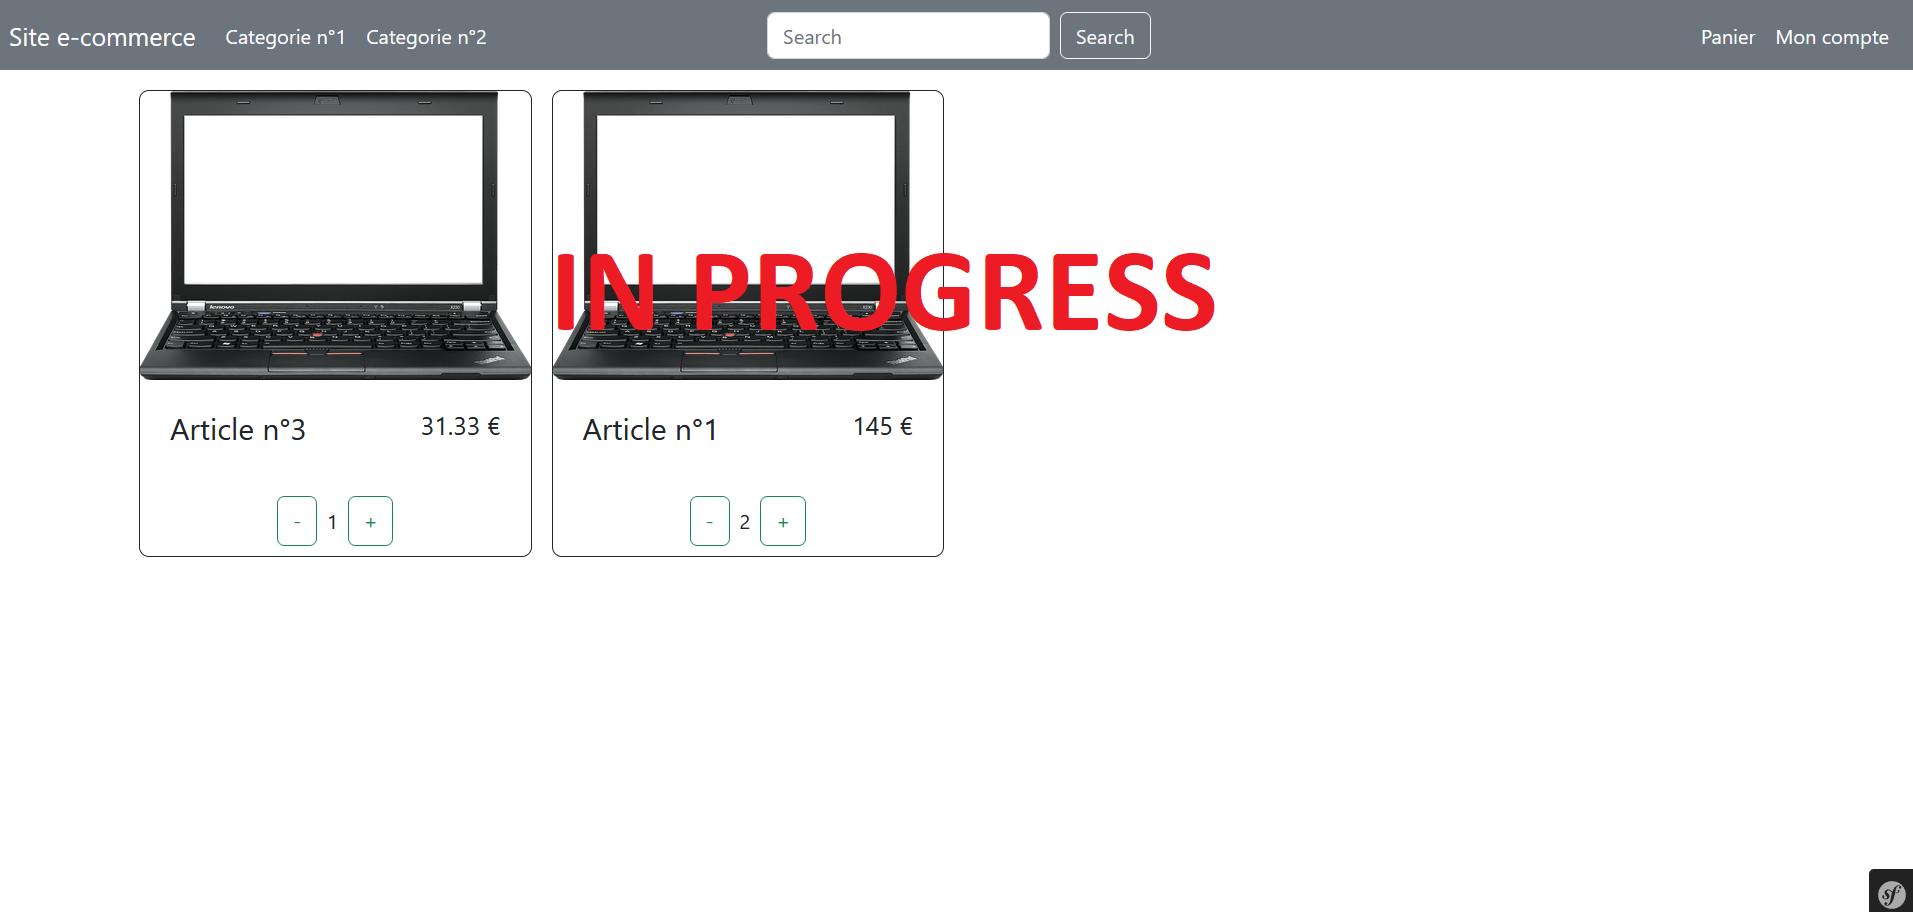 Site e-commerce Categorie n°1 Categorie n°2 Search Search Panier Mon compte
lenovo
IN PROGRESS
Article n°3 31.33 €
Article n°1 145 €
- 1 +
- 2 +
sf